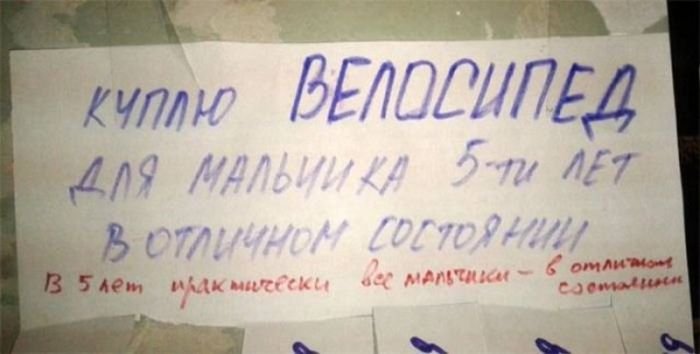 КУПЛЮ ВЕЛОСИПЕД
ДЛЯ МАЛЬЧИКА 5-ти ЛЕТ
В ОТЛИЧНОМ СОСТОЯНИИ
В 5 лет практически все мальчики – в отличном
состоянии